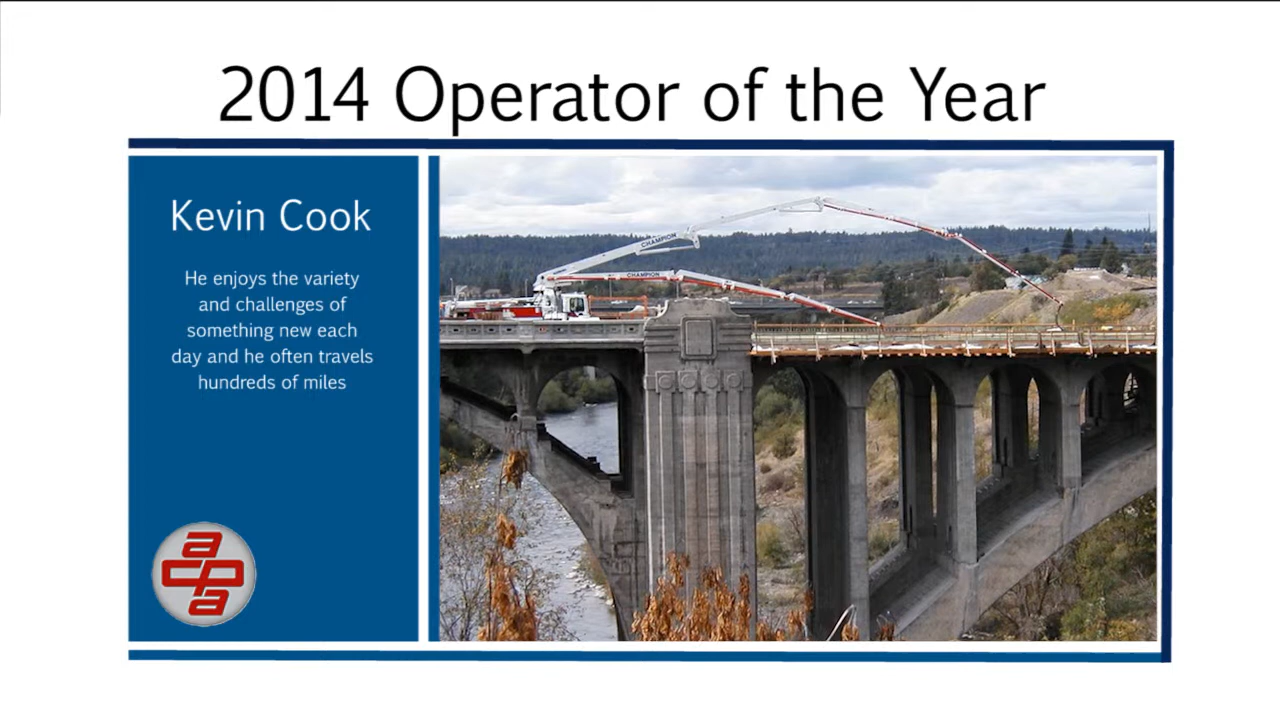 2014 Operator of the Year
Kevin Cook
He enjoys the variety
and challenges of
something new each
day and he often travels
hundreds of miles
CHAMPION
CHAMPION
acpa